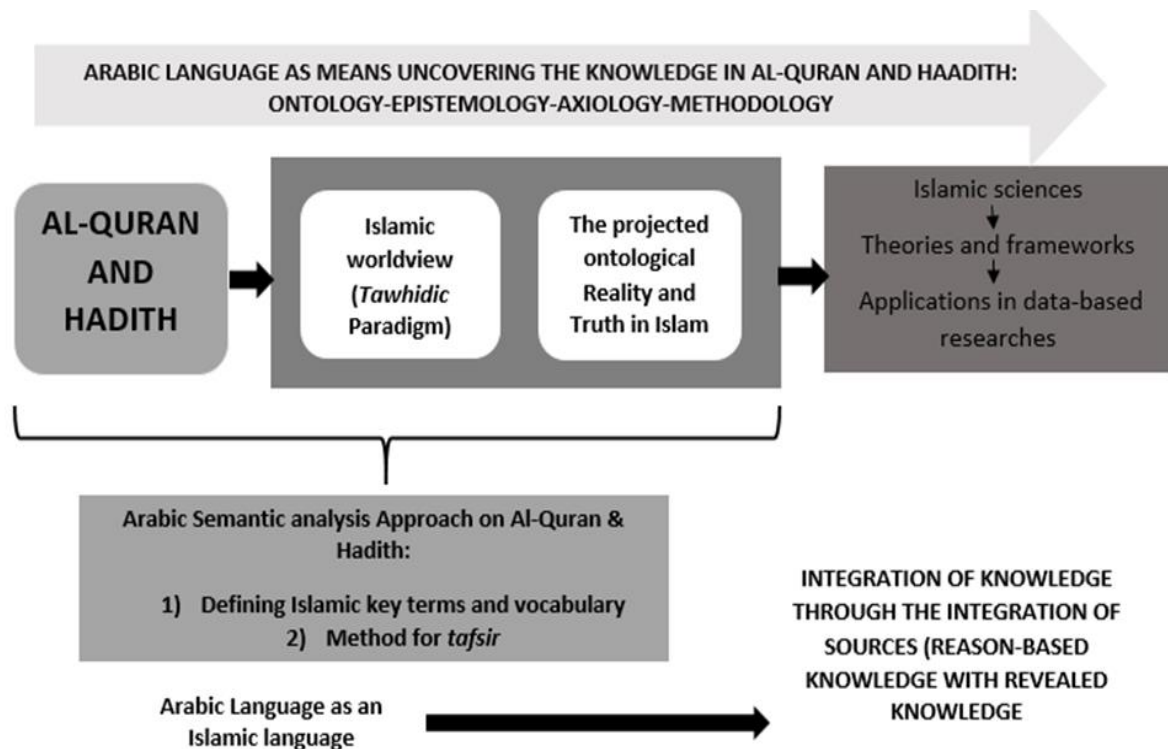 ARABIC LANGUAGE AS MEANS UNCOVERING THE KNOWLEDGE IN AL-QURAN AND HAADITH:
ONTOLOGY-EPISTEMOLOGY-AXIOLOGY-METHODOLOGY
AL-QURAN
AND
HADITH
Islamic
worldview
(Tawhidic
Paradigm)
The projected
ontological
Reality and
Truth in Islam
Islamic sciences
Theories and frameworks
Applications in data-based
researches
Arabic Semantic analysis Approach on Al-Quran &
Hadith:
1) Defining Islamic key terms and vocabulary
2) Method for tafsir
Arabic Language as an
Islamic language
INTEGRATION OF KNOWLEDGE
THROUGH THE INTEGRATION OF
SOURCES (REASON-BASED
KNOWLEDGE WITH REVEALED
KNOWLEDGE